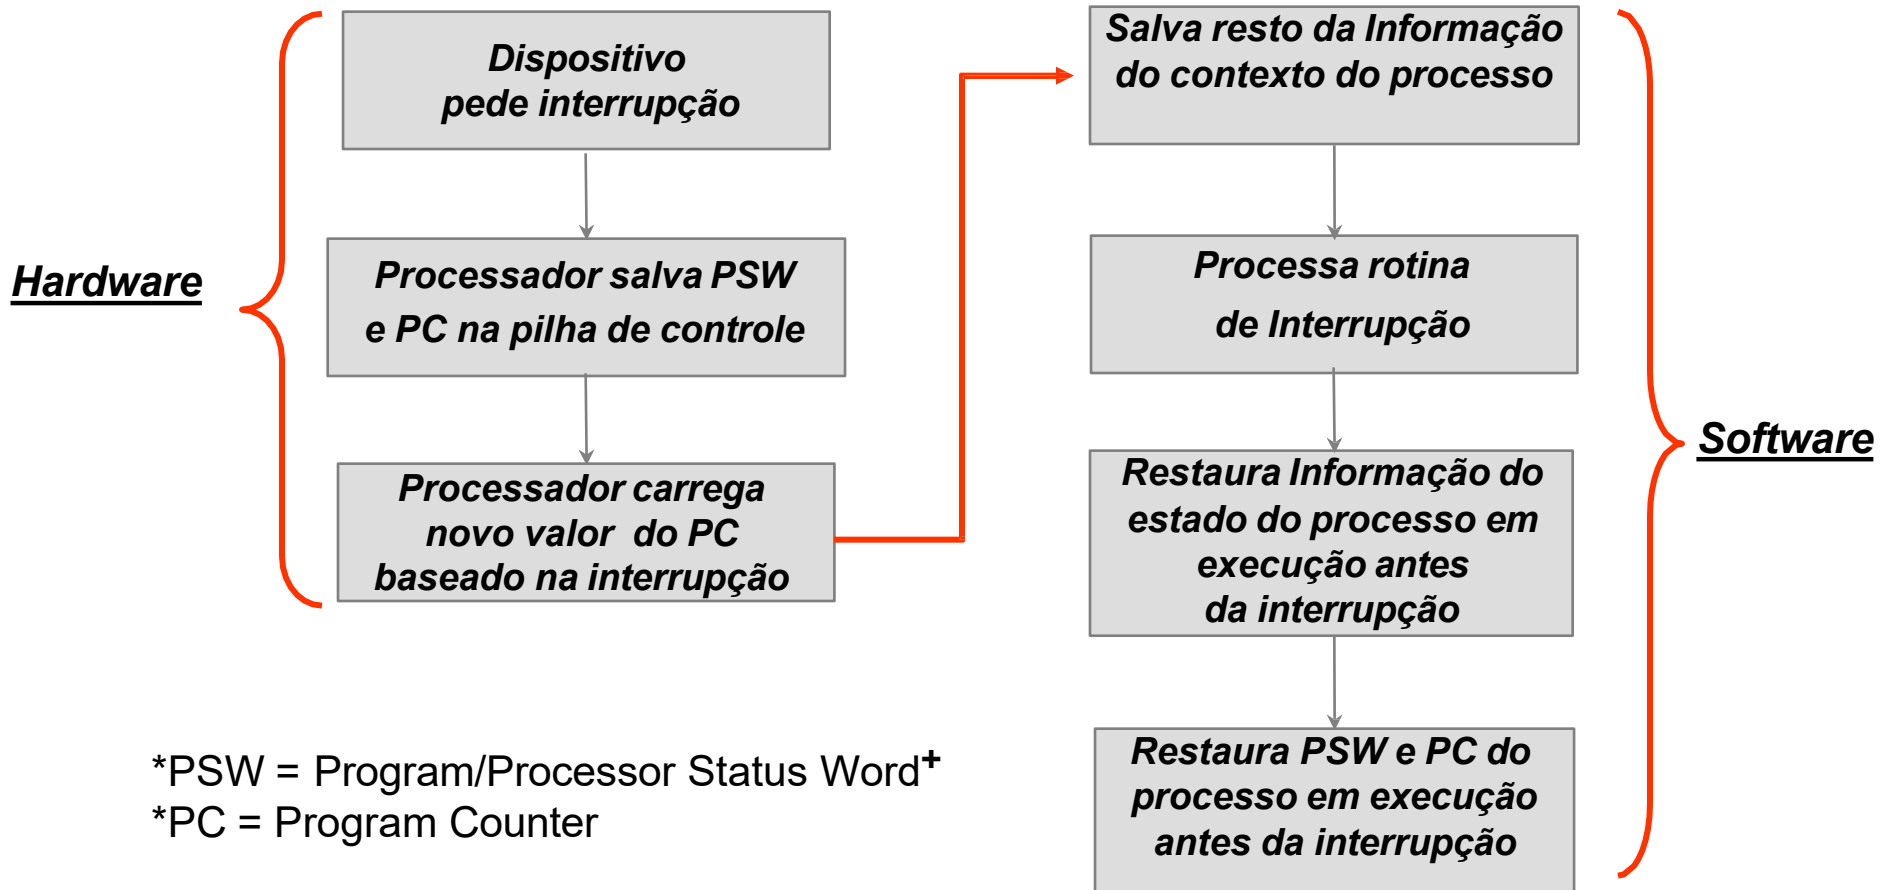 Hardware
Dispositivo
pede interrupção
Processador salva PSW
e PC na pilha de controle
Processador carrega
novo valor do PC
baseado na interrupção
Salva resto da Informação
do contexto do processo
Processa rotina
de Interrupção
Restaura Informação do
estado do processo em
execução antes
da interrupção
Restaura PSW e PC do
processo em execução
antes da interrupção
Software
*PSW = Program/Processor Status Word+
*PC = Program Counter